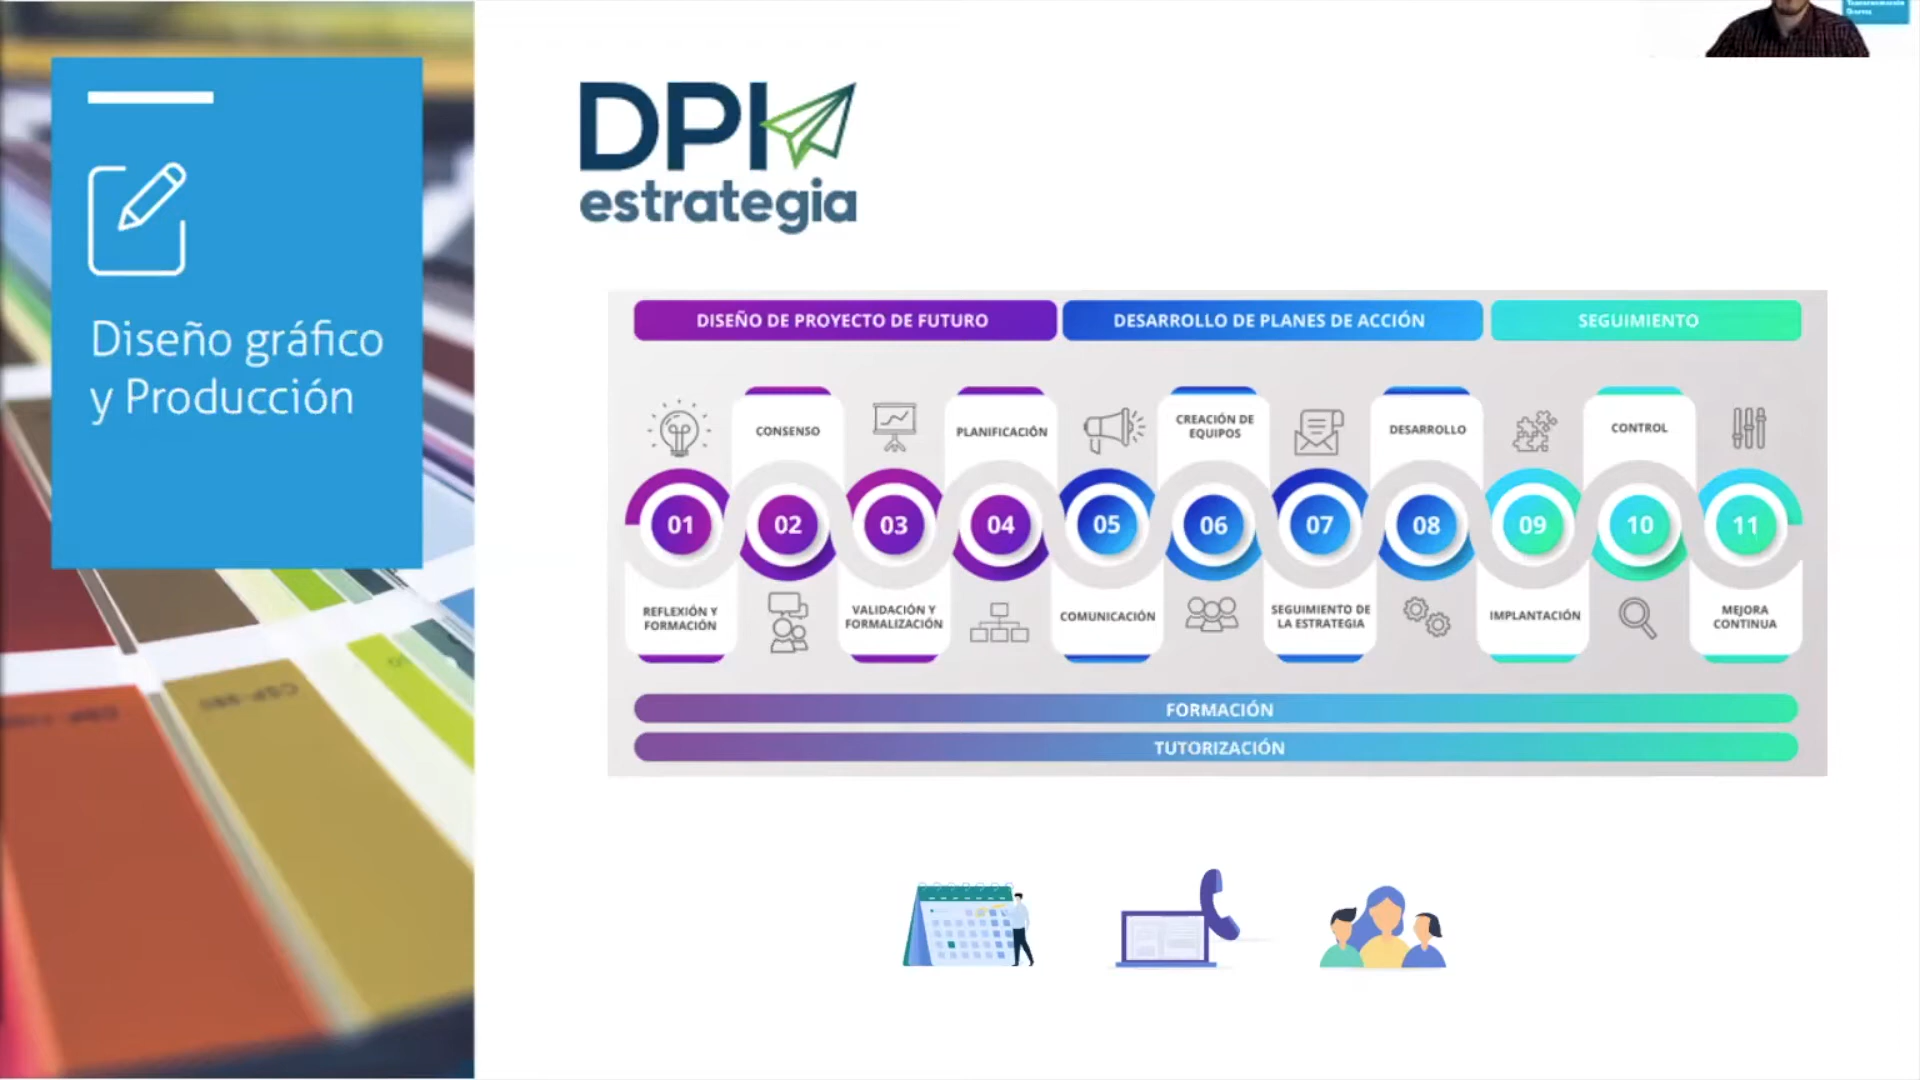 Diseño gráfico
y Producción
DPI
estrategia
DISEÑO DE PROYECTO DE FUTURO
DESARROLLO DE PLANES DE ACCIÓN
SEGUIMIENTO
CONSENSO
PLANIFICACIÓN
CREACIÓN DE
EQUIPOS
DESARROLLO
CONTROL
01
02
03
04
05
06
07
08
09
10
11
REFLEXIÓN Y
FORMACIÓN
VALIDACIÓN Y
FORMALIZACIÓN
COMUNICACIÓN
SEGUIMIENTO DE
LA ESTRATEGIA
IMPLANTACIÓN
MEJORA
CONTINUA
FORMACIÓN
TUTORIZACIÓN